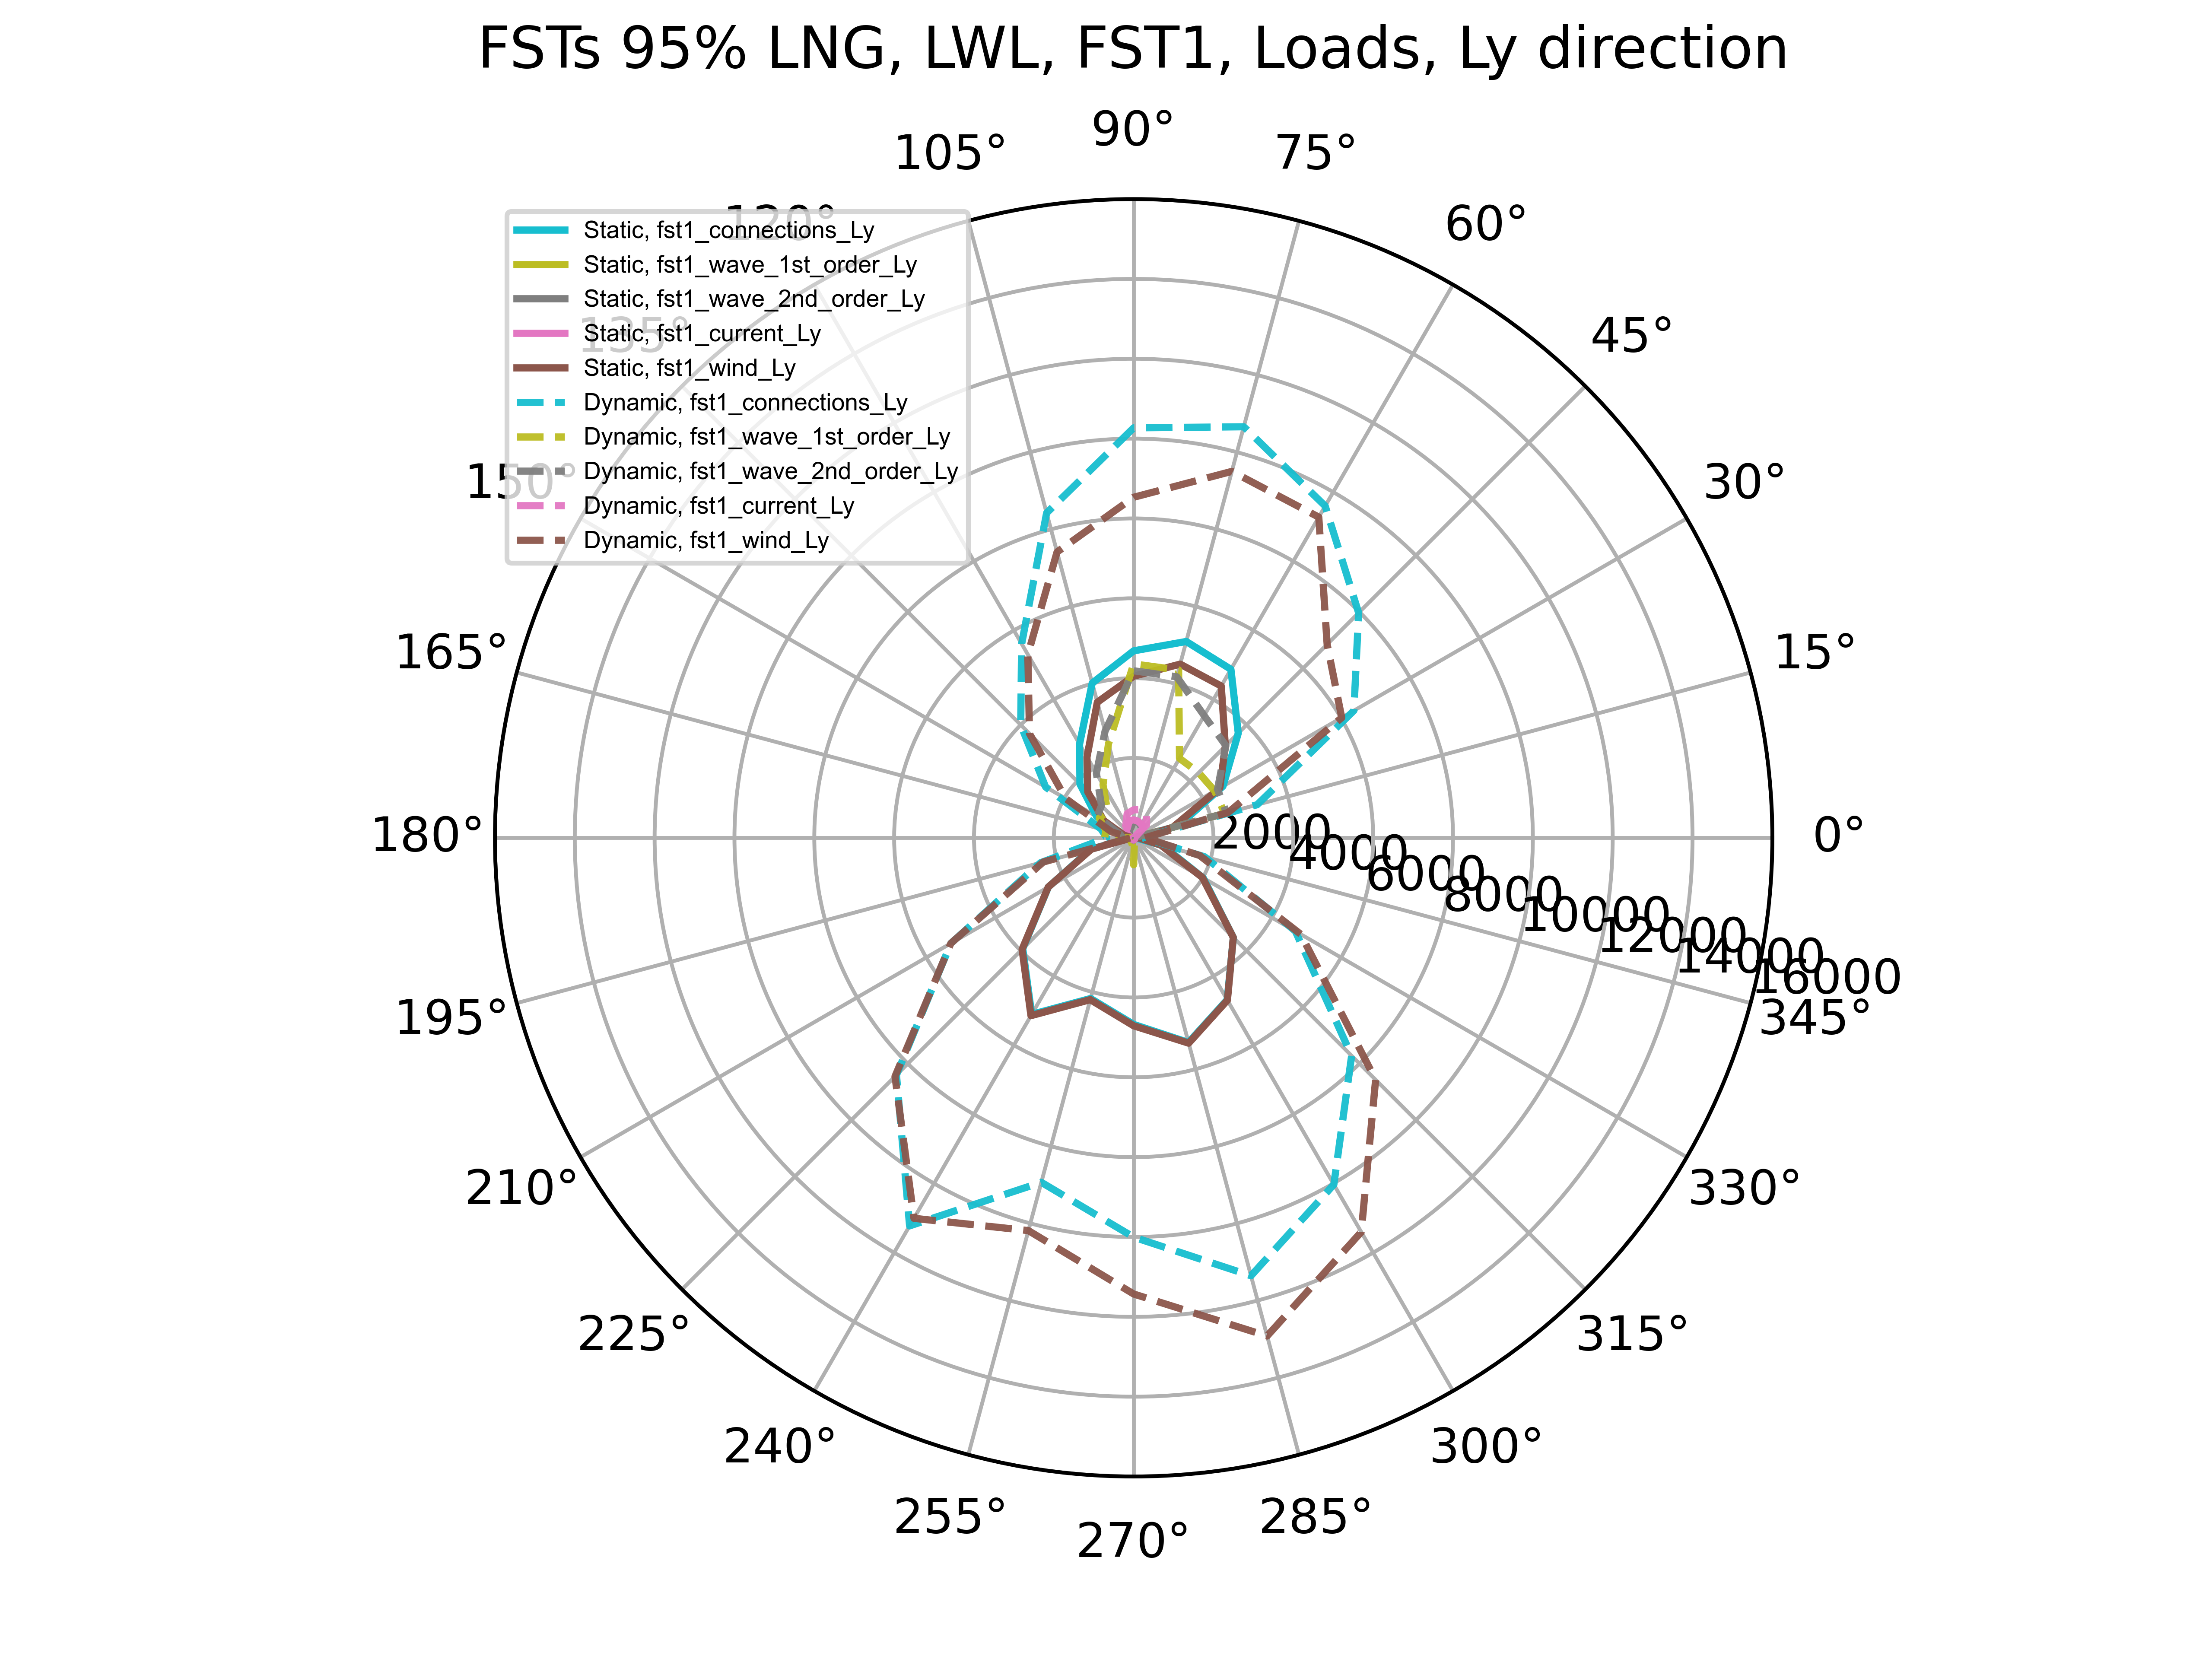 FSTs 95% LNG, LWL, FST1, Loads, Ly direction
90°
105°
75°
120°
60°
135°
45°
150°
30°
165°
15°
180°
0°
195°
345°
210°
330°
225°
315°
240°
300°
255°
285°
270°
Static, fst1_connections_Ly
Static, fst1_wave_1st_order_Ly
Static, fst1_wave_2nd_order_Ly
Static, fst1_current_Ly
Static, fst1_wind_Ly
Dynamic, fst1_connections_Ly
Dynamic, fst1_wave_1st_order_Ly
Dynamic, fst1_wave_2nd_order_Ly
Dynamic, fst1_current_Ly
Dynamic, fst1_wind_Ly
2000
4000
6000
8000
10000
12000
14000
16000